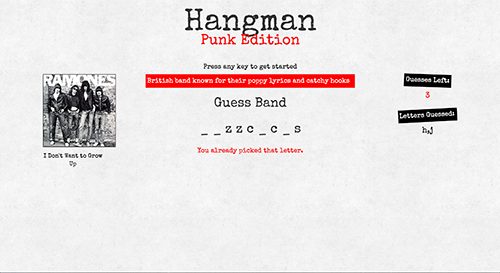 Hangman
Punk Edition
Press any key to get started
British band known for their poppy lyrics and catchy hooks
Guess Band
_ _ z z c _ c _ s
You already picked that letter.
RAMONES
I Don't Want to Grow
Up
Guesses Left:
3
Letters Guessed:
h,j